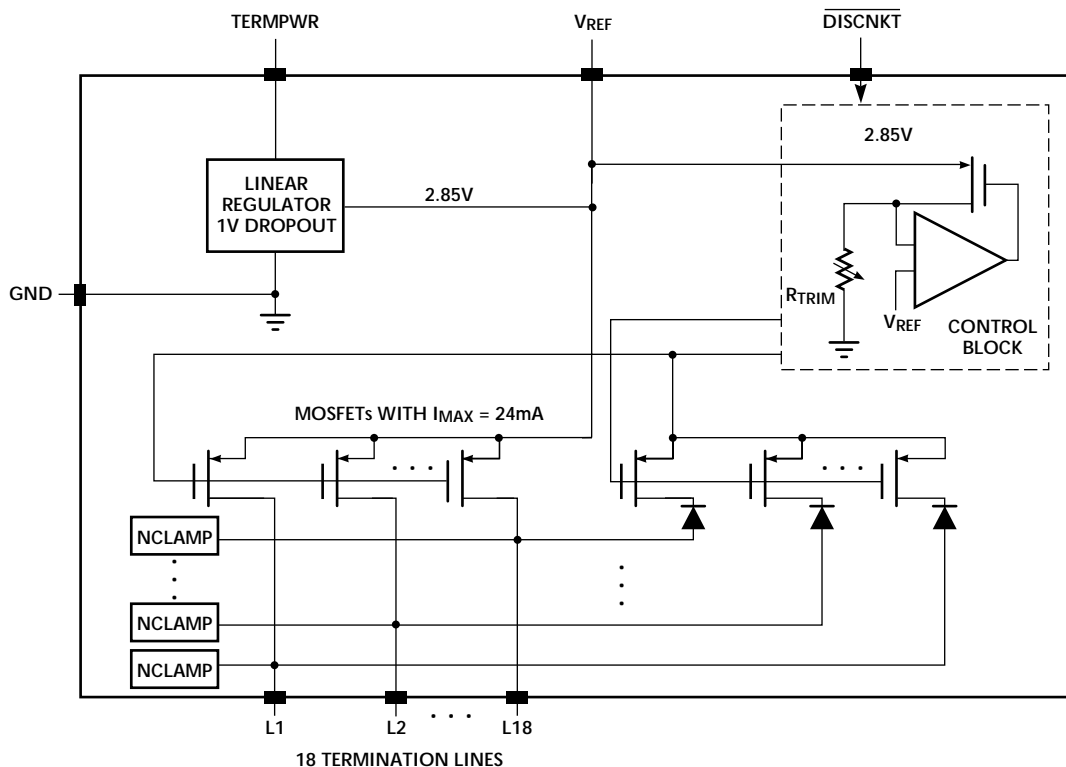 TERMPWR
VREF
DISCNKT
2.85V
LINEAR
REGULATOR
1V DROPOUT
2.85V
GND
RTRIM
VREF
CONTROL
BLOCK
MOSFETs WITH IMAX = 24mA
NCLAMP
NCLAMP
NCLAMP
L1
L2
L18
18 TERMINATION LINES